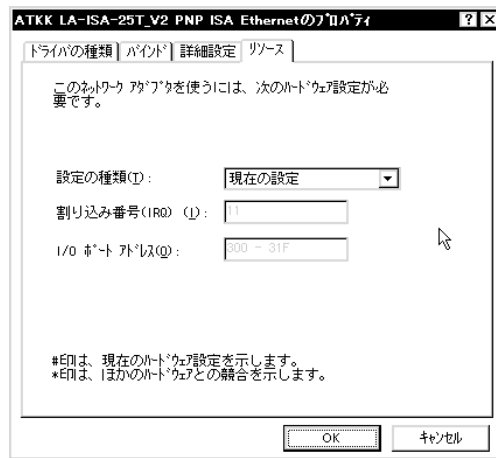 ATKK LA-ISA-25T_V2 PNP ISA Ethernetのﾌﾟﾛﾊﾟﾃｨ
ﾄﾞﾗｲﾊﾞの種類 ﾊﾞｲﾝﾄﾞ 詳細設定 ﾘｿｰｽ
このﾈｯﾄﾜｰｸ ｱﾀﾞﾌﾟﾀを使うには、次のﾊｰﾄﾞｳｪｱ設定が必
要です。
設定の種類(T): 現在の設定
割り込み番号(IRQ) (I): 11
I/O ﾎﾟｰﾄ ｱﾄﾞﾚｽ(O): 300 - 31F
#印は、現在のﾊｰﾄﾞｳｪｱ設定を示します。
*印は、ほかのﾊｰﾄﾞｳｪｱとの競合を示します。
OK ｷｬﾝｾﾙ